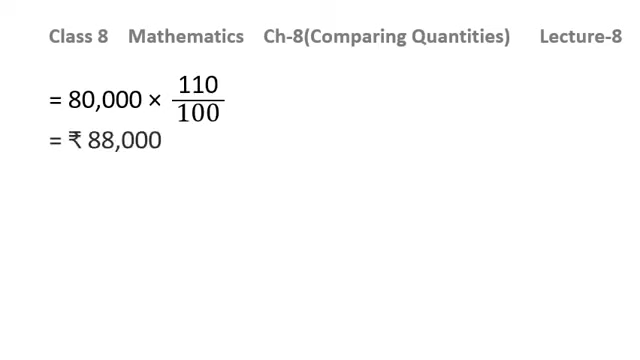 Class 8 Mathematics Ch-8(Comparing Quantities) Lecture-8
= 80,000 × 110/100
= ₹ 88,000